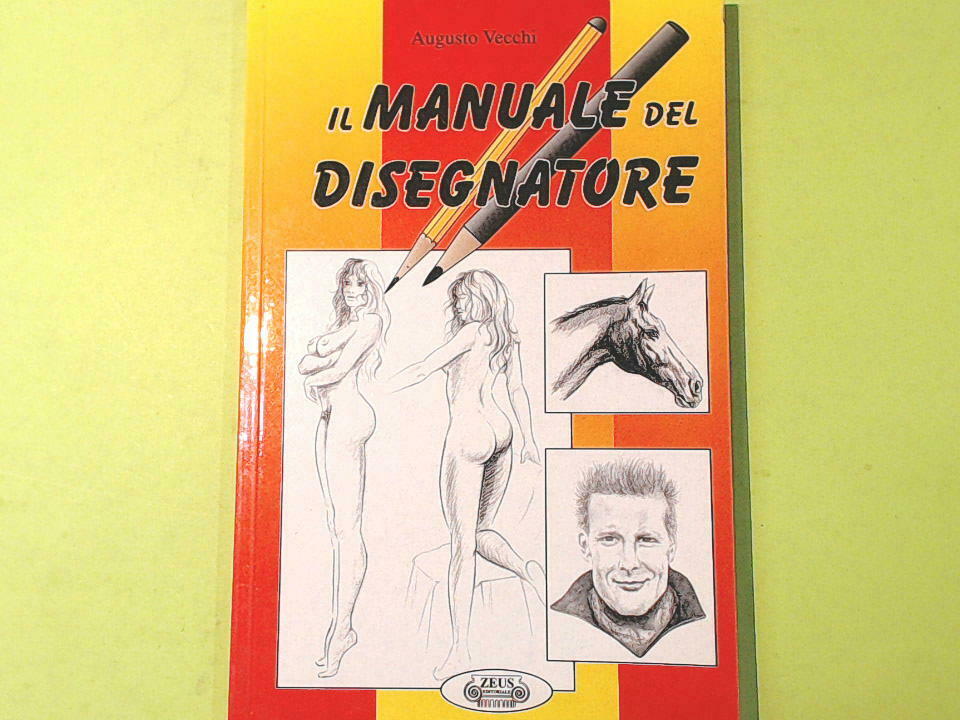 Augusto Vecchi
IL MANUALE DEL
DISEGNATORE
ZEUS
EDITORIALE